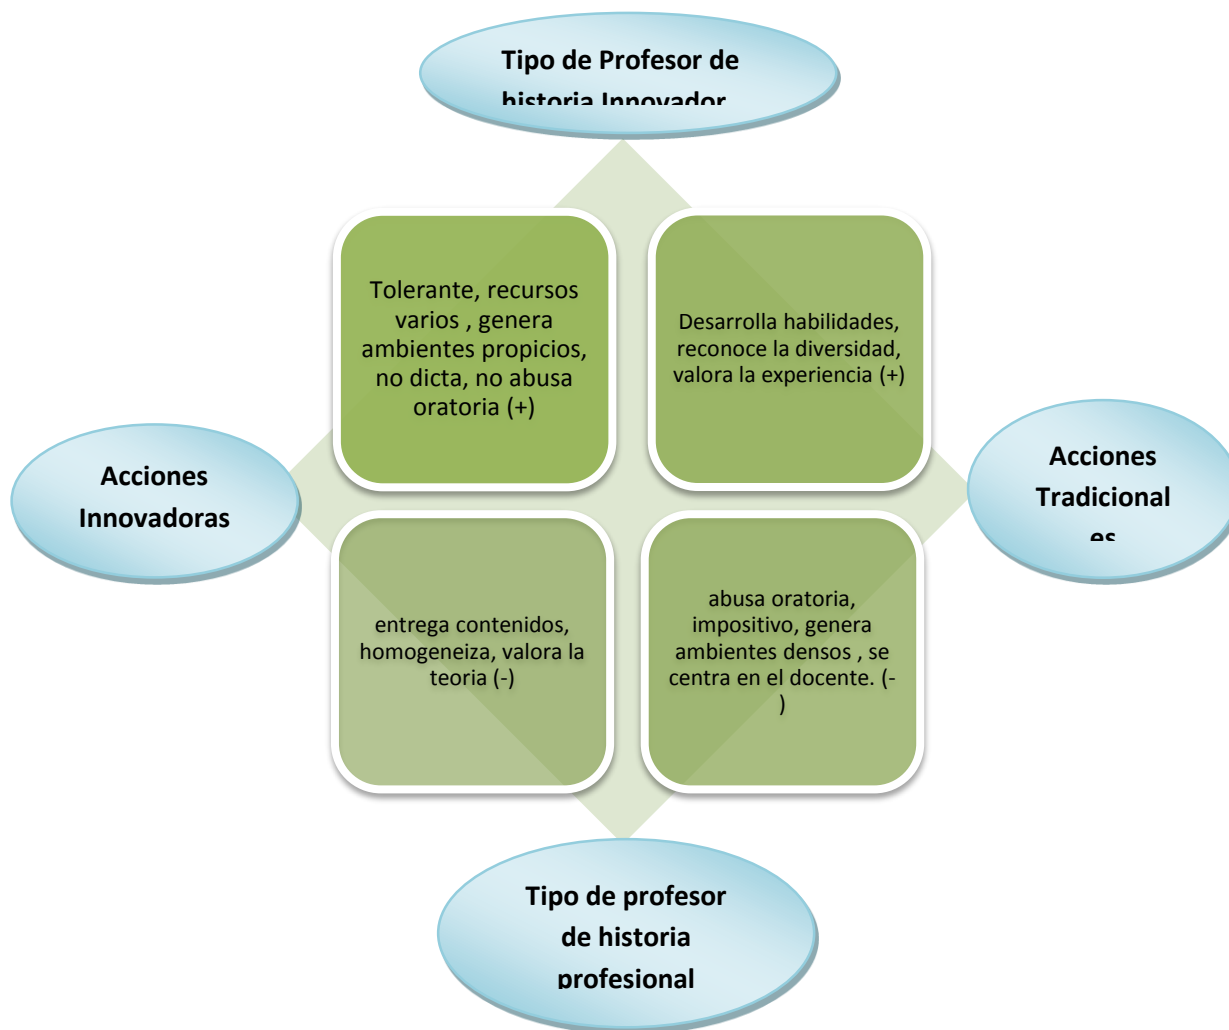 Tipo de Profesor de
historia Innovador
Tolerante, recursos
varios , genera
ambientes propicios,
no dicta, no abusa
oratoria (+)
Desarrolla habilidades,
reconoce la diversidad,
valora la experiencia (+)
Acciones
Innovadoras
Acciones
Tradicional
es
entrega contenidos,
homogeneiza, valora la
teoria (-)
abusa oratoria,
impositivo, genera
ambientes densos , se
centra en el docente. (-
)
Tipo de profesor
de historia
profesional